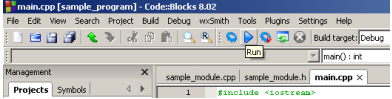 main.cpp [sample_program] - Code::Blocks 8.02
File Edit View Search Project Build Debug wxSmith Tools Plugins Settings Help
Build target: Debug
Run
main() : int
Management
sample_module.cpp sample_module.h main.cpp
Projects Symbols
1 #include <iostream>